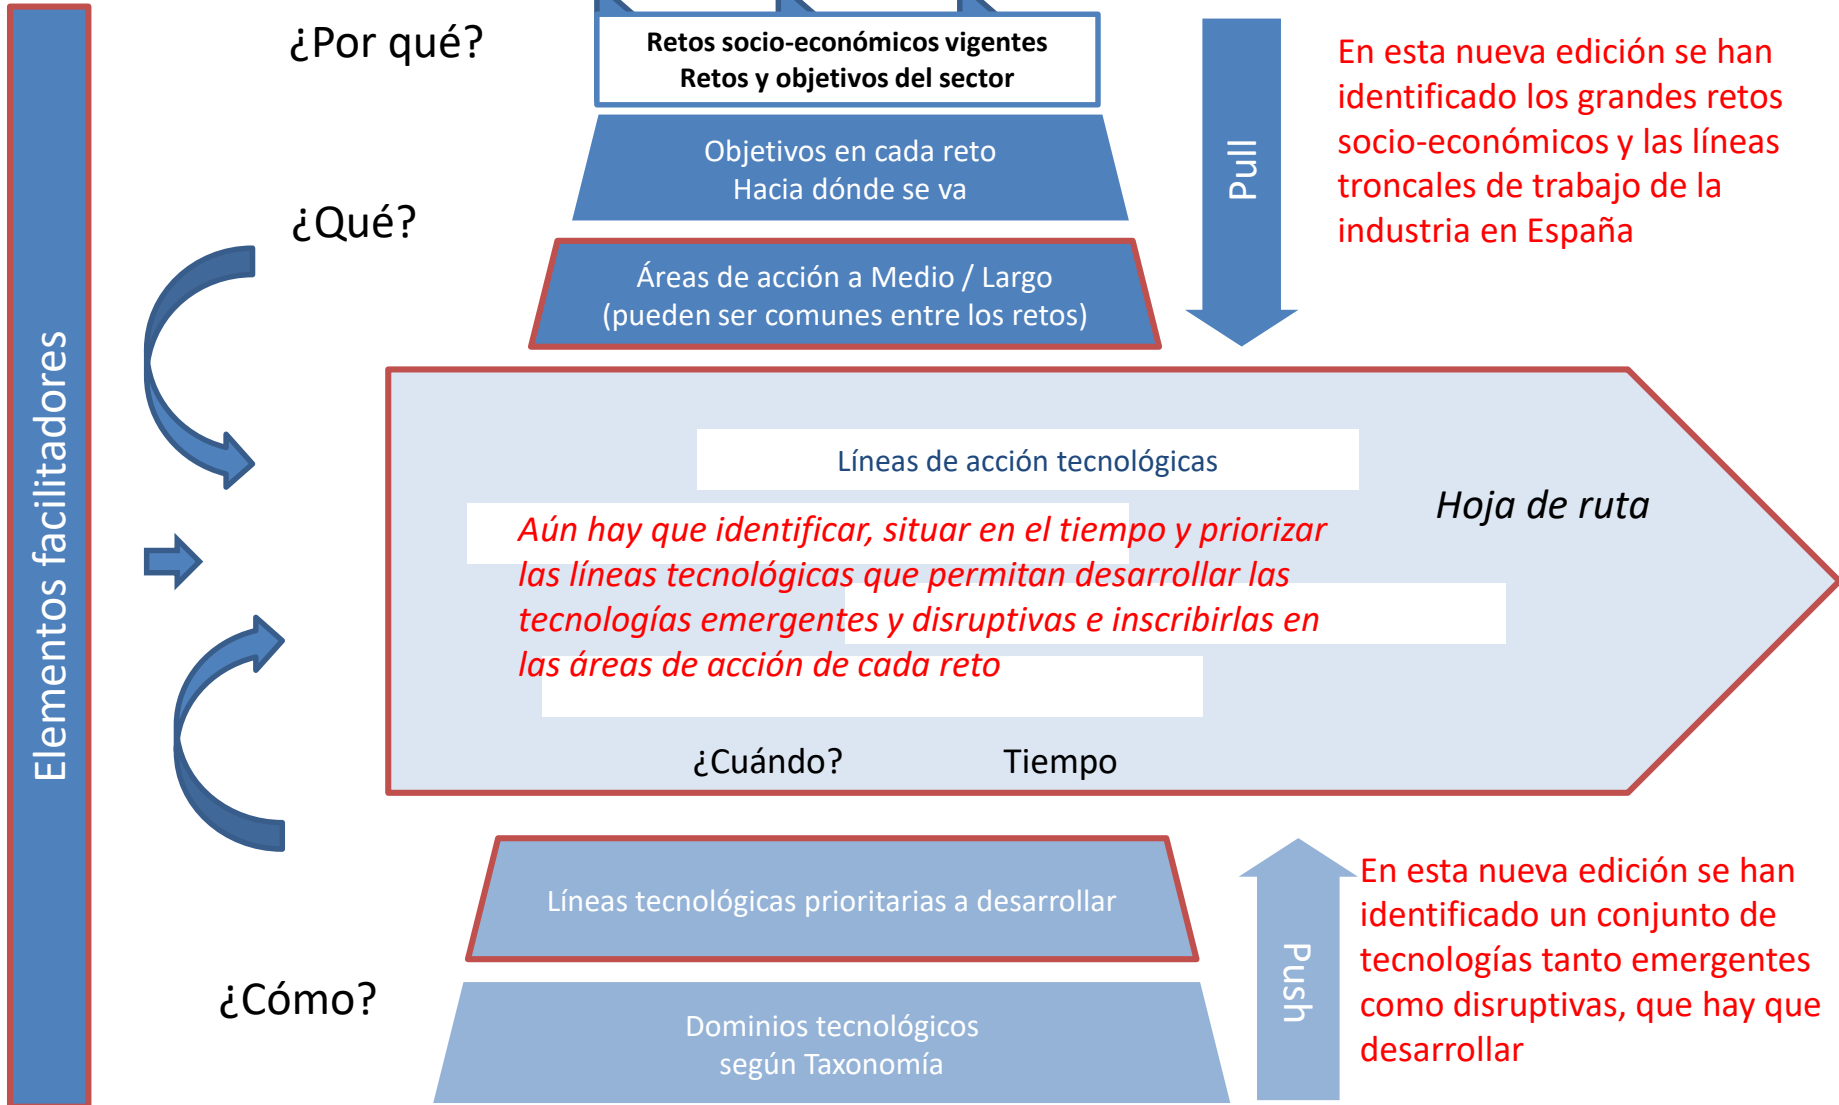 ¿Por qué?
Retos socio-económicos vigentes
Retos y objetivos del sector
Objetivos en cada reto
Hacia dónde se va
¿Qué?
Áreas de acción a Medio / Largo
(pueden ser comunes entre los retos)
Pull
En esta nueva edición se han
identificado los grandes retos
socio-económicos y las líneas
troncales de trabajo de la
industria en España
Elementos facilitadores
Líneas de acción tecnológicas
Hoja de ruta
Aún hay que identificar, situar en el tiempo y priorizar
las líneas tecnológicas que permitan desarrollar las
tecnologías emergentes y disruptivas e inscribirlas en
las áreas de acción de cada reto
¿Cuándo?
Tiempo
Líneas tecnológicas prioritarias a desarrollar
¿Cómo?
Dominios tecnológicos
según Taxonomía
Push
En esta nueva edición se han
identificado un conjunto de
tecnologías tanto emergentes
como disruptivas, que hay que
desarrollar